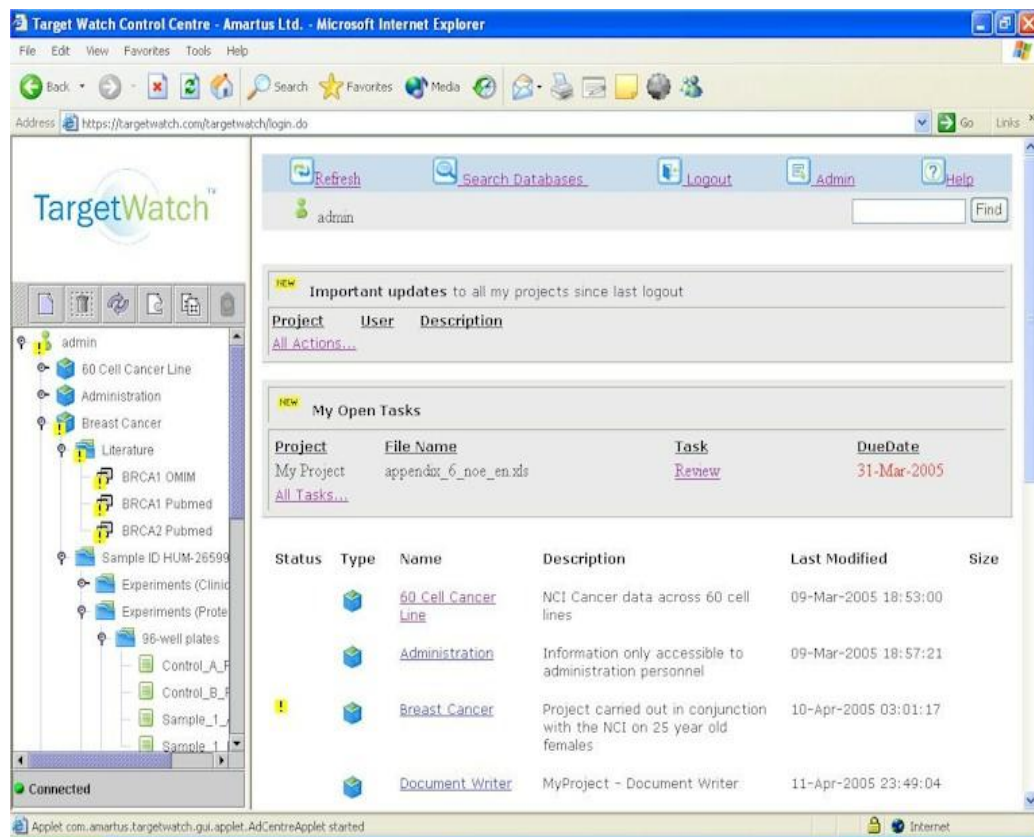 Target Watch Control Centre - Amartus Ltd. - Microsoft Internet Explorer
File Edit View Favorites Tools Help
Back Search Favorites Media
Address https://targetwatch.com/targetwatch/login.do Go Links
TargetWatch™
Refresh Search Databases Logout Admin Help
admin Find
NEW Important updates to all my projects since last logout
Project User Description
All Actions...
NEW My Open Tasks
Project File Name Task DueDate
My Project appendix_6_noe_en.xls Review 31-Mar-2005
All Tasks...
admin
60 Cell Cancer Line
Administration
Breast Cancer
Literature
BRCA1 OMIM
BRCA1 Pubmed
BRCA2 Pubmed
Sample ID HUM-26599
Experiments (Clinic
Experiments (Prote
96-well plates
Control_A_F
Control_B_F
Sample_1_
Sample_1
Connected
Status Type Name Description Last Modified Size
60 Cell Cancer NCI Cancer data across 60 cell 09-Mar-2005 18:53:00
Line lines
Administration Information only accessible to 09-Mar-2005 18:57:21
administration personnel
! Breast Cancer Project carried out in conjunction 10-Apr-2005 03:01:17
with the NCI on 25 year old
females
Document Writer MyProject - Document Writer 11-Apr-2005 23:49:04
Applet com.amartus.targetwatch.gui.applet.AdCentreApplet started Internet